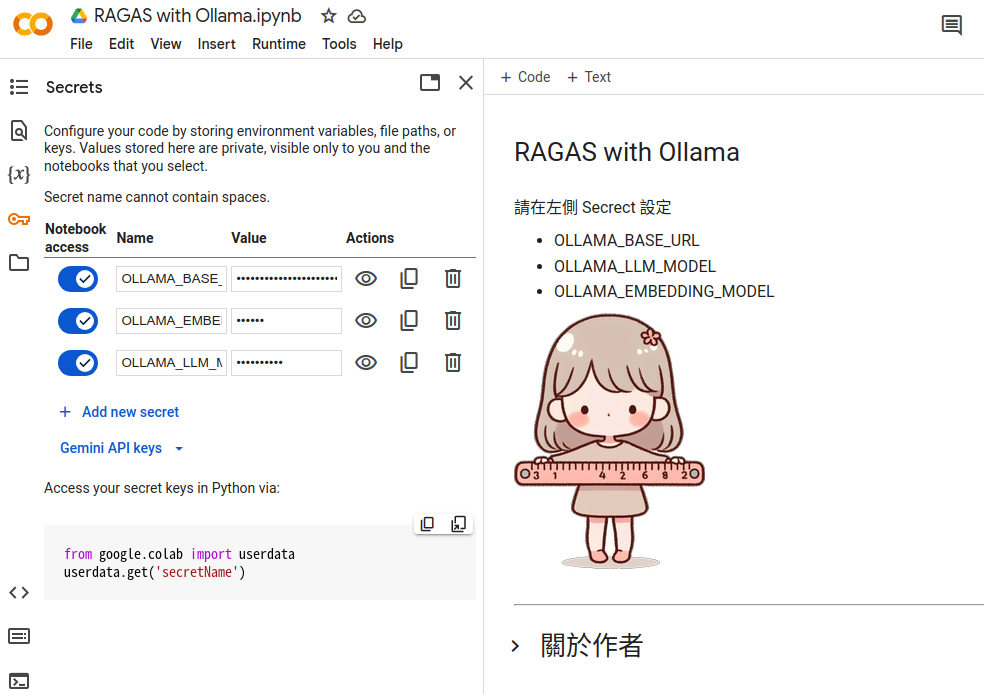 RAGAS with Ollama.ipynb
File Edit View Insert Runtime Tools Help
Secrets
Configure your code by storing environment variables, file paths, or
keys. Values stored here are private, visible only to you and the
notebooks that you select.
Secret name cannot contain spaces.
Notebook access Name Value Actions
OLLAMA_BASE_ ••••••••••••••••••••••
OLLAMA_EMBE ••••••
OLLAMA_LLM_M ••••••••••
+ Add new secret
Gemini API keys
Access your secret keys in Python via:
from google.colab import userdata
userdata.get('secretName')
+ Code + Text
RAGAS with Ollama
請在左側 Secrect 設定
• OLLAMA_BASE_URL
• OLLAMA_LLM_MODEL
• OLLAMA_EMBEDDING_MODEL
3 1 4 2 6 8 2
關於作者